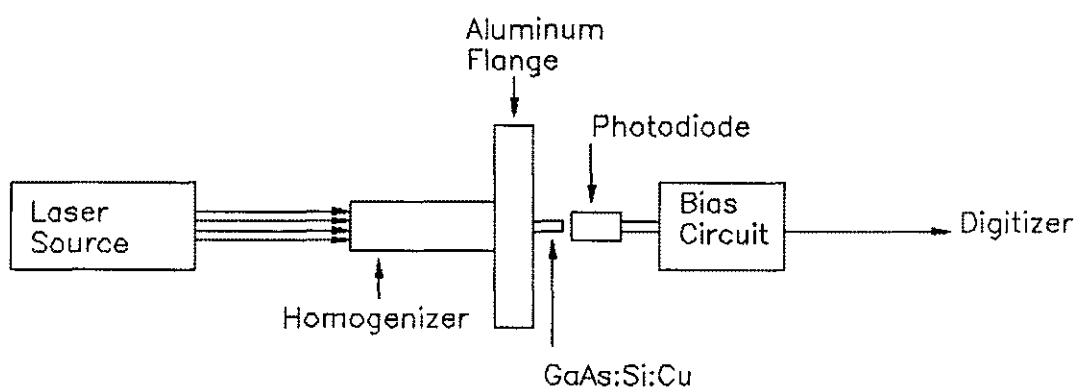 Aluminum
Flange
Photodiode
Laser
Source
Bias
Circuit
Digitizer
Homogenizer
GaAs:Si:Cu